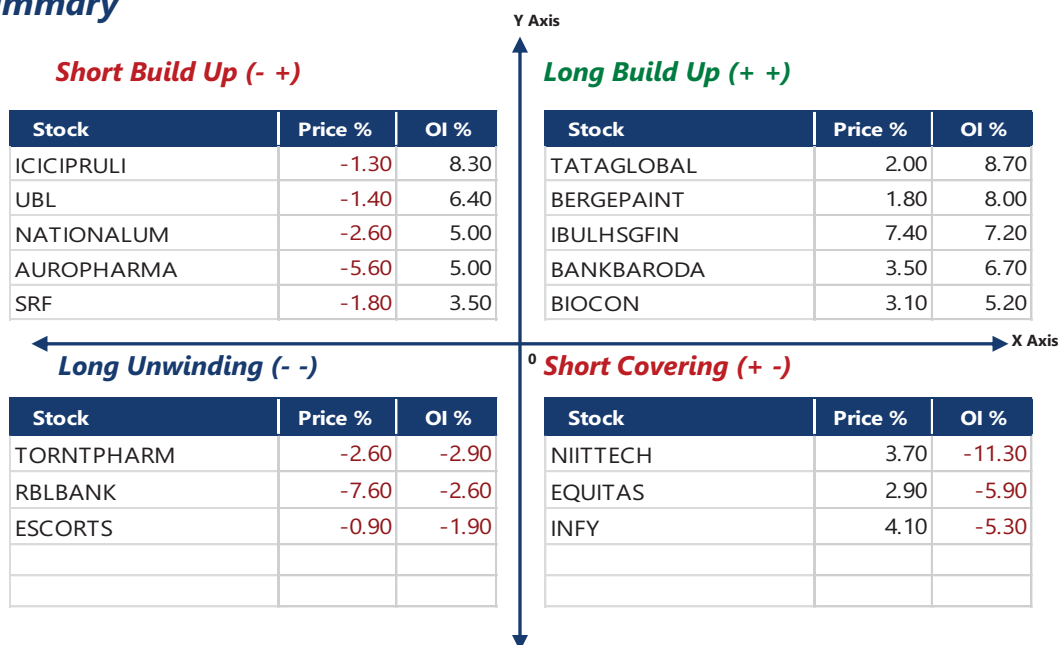 Y Axis
Short Build Up (- +)
Stock Price % OI %
ICICIPRULI -1.30 8.30
UBL -1.40 6.40
NATIONALUM -2.60 5.00
AUROPHARMA -5.60 5.00
SRF -1.80 3.50
Long Build Up (+ +)
Stock Price % OI %
TATAGLOBAL 2.00 8.70
BERGEPAINT 1.80 8.00
IBULHSGFIN 7.40 7.20
BANKBARODA 3.50 6.70
BIOCON 3.10 5.20
X Axis
0
Long Unwinding (- -)
Stock Price % OI %
TORNTPHARM -2.60 -2.90
RBLBANK -7.60 -2.60
ESCORTS -0.90 -1.90
Short Covering (+ -)
Stock Price % OI %
NIITTECH 3.70 -11.30
EQUITAS 2.90 -5.90
INFY 4.10 -5.30